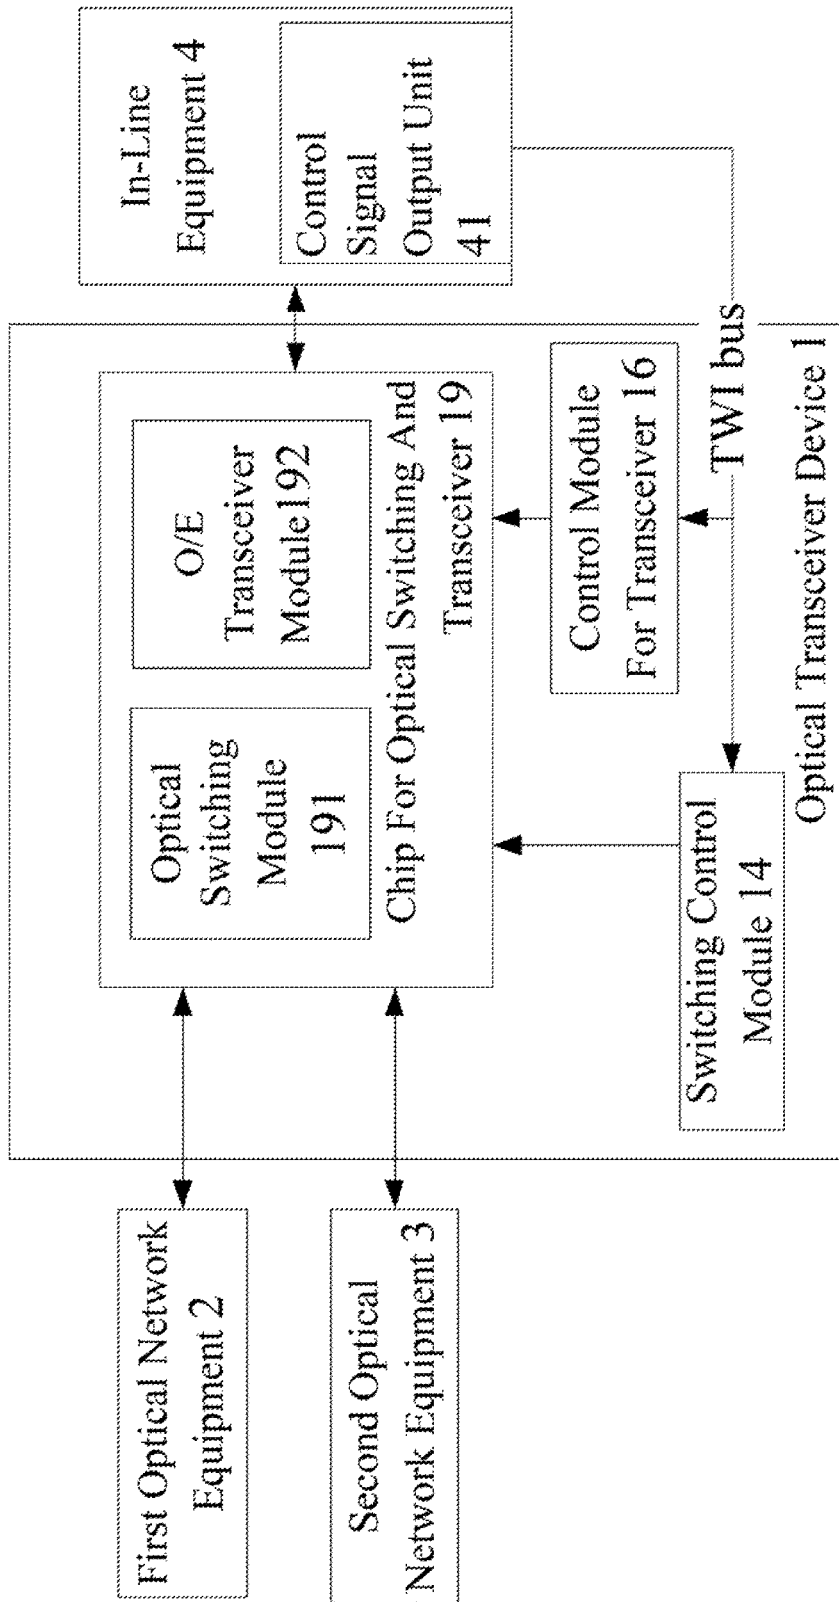 First Optical Network
Equipment 2
Second Optical
Network Equipment 3
Optical
Switching
Module
191
O/E
Transceiver
Module192
Chip For Optical Switching And
Transceiver 19
Switching Control
Module 14
Control Module
For Transceiver 16
TWI bus
Optical Transceiver Device 1
In-Line
Equipment 4
Control
Signal
Output Unit
41